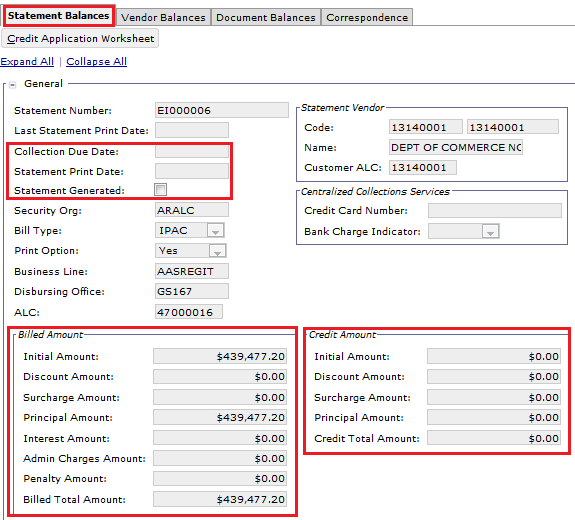 Statement Balances Vendor Balances Document Balances Correspondence
Credit Application Worksheet
Expand All | Collapse All
General
Statement Number: EI000006
Last Statement Print Date:
Collection Due Date:
Statement Print Date:
Statement Generated:
Security Org: ARALC
Bill Type: IPAC
Print Option: Yes
Business Line: AASREGIT
Disbursing Office: GS167
ALC: 47000016
Statement Vendor
Code: 13140001 13140001
Name: DEPT OF COMMERCE NO
Customer ALC: 13140001
Centralized Collections Services
Credit Card Number:
Bank Charge Indicator:
Billed Amount
Initial Amount: $439,477.20
Discount Amount: $0.00
Surcharge Amount: $0.00
Principal Amount: $439,477.20
Interest Amount: $0.00
Admin Charges Amount: $0.00
Penalty Amount: $0.00
Billed Total Amount: $439,477.20
Credit Amount
Initial Amount: $0.00
Discount Amount: $0.00
Surcharge Amount: $0.00
Principal Amount: $0.00
Credit Total Amount: $0.00